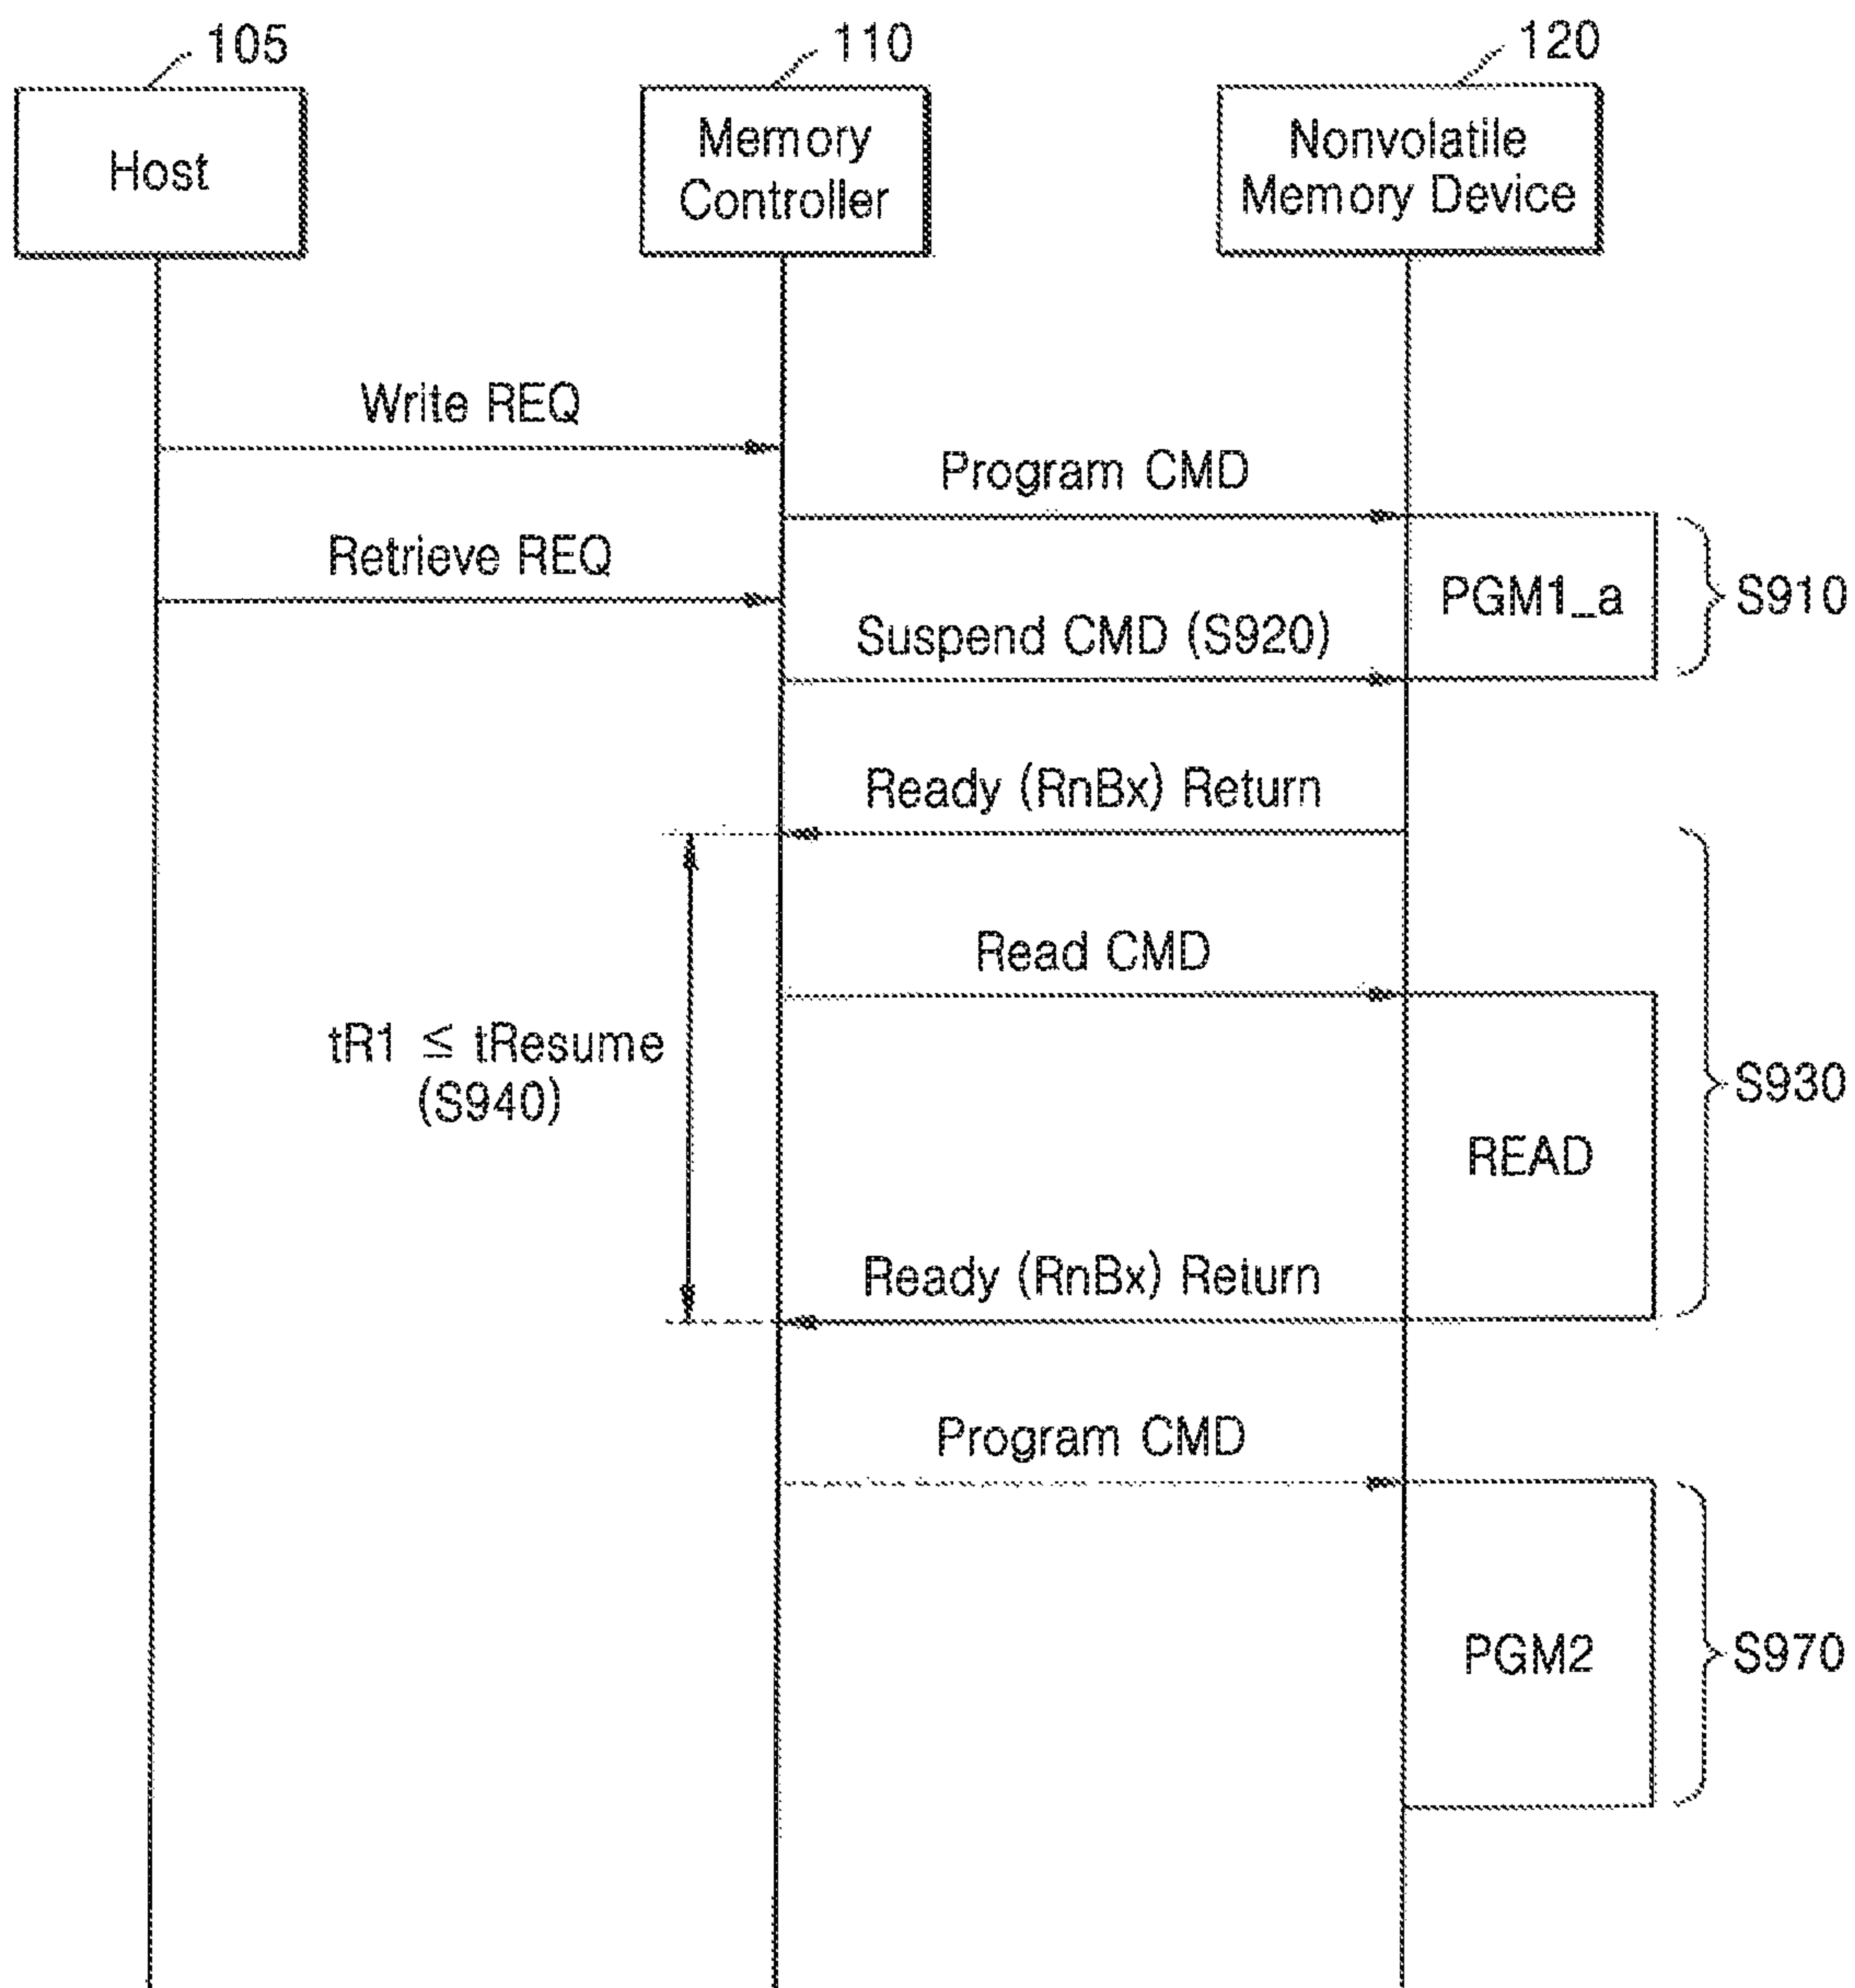 105
110
120
Host
Memory
Controller
Nonvolatile
Memory Device
Write REQ
Program CMD
Retrieve REQ
PGM1_a
S910
Suspend CMD (S920)
Ready (RnBx) Return
Read CMD
tR1 ≤ tResume
(S940)
S930
READ
Ready (RnBx) Return
Program CMD
PGM2
S970